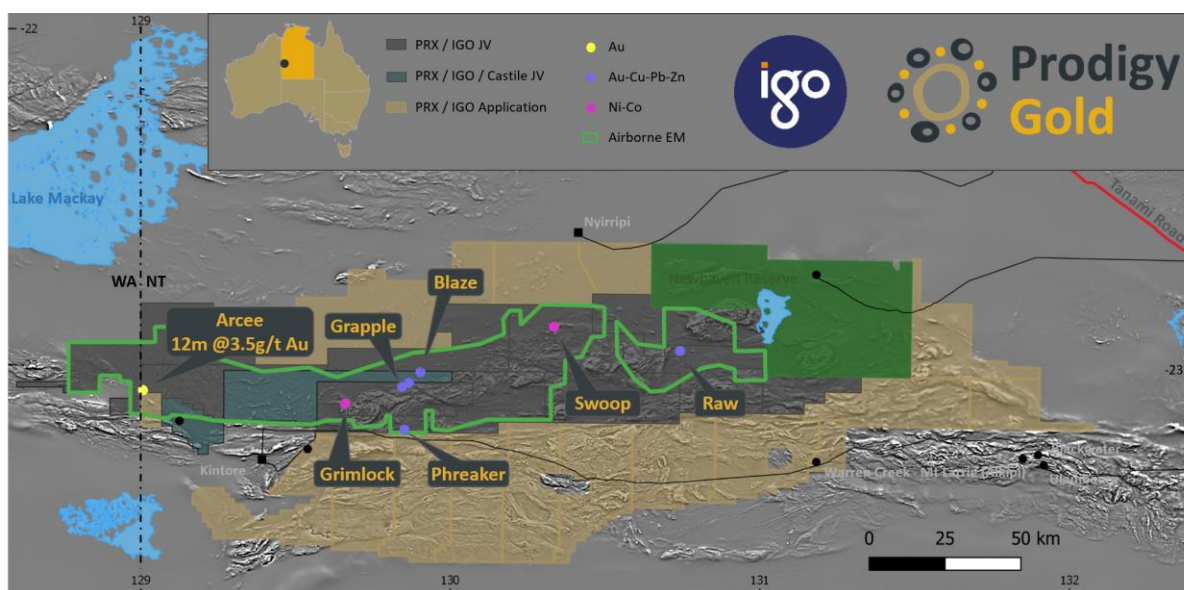 -22
129
PRX / IGO JV
PRX / IGO / Castile JV
PRX / IGO Application
Au
Au-Cu-Pb-Zn
Ni-Co
Airborne EM
igo
Prodigy
Gold
Lake Mackay
Tanami Road
Nyirripi
WA
NT
Newhaven Reserve
Blaze
Arcee
12m @3.5g/t Au
Grapple
-23
Swoop
Raw
Grimlock
Phreaker
Kintore
Warren Creek
0
25
50 km
129
130
131
132